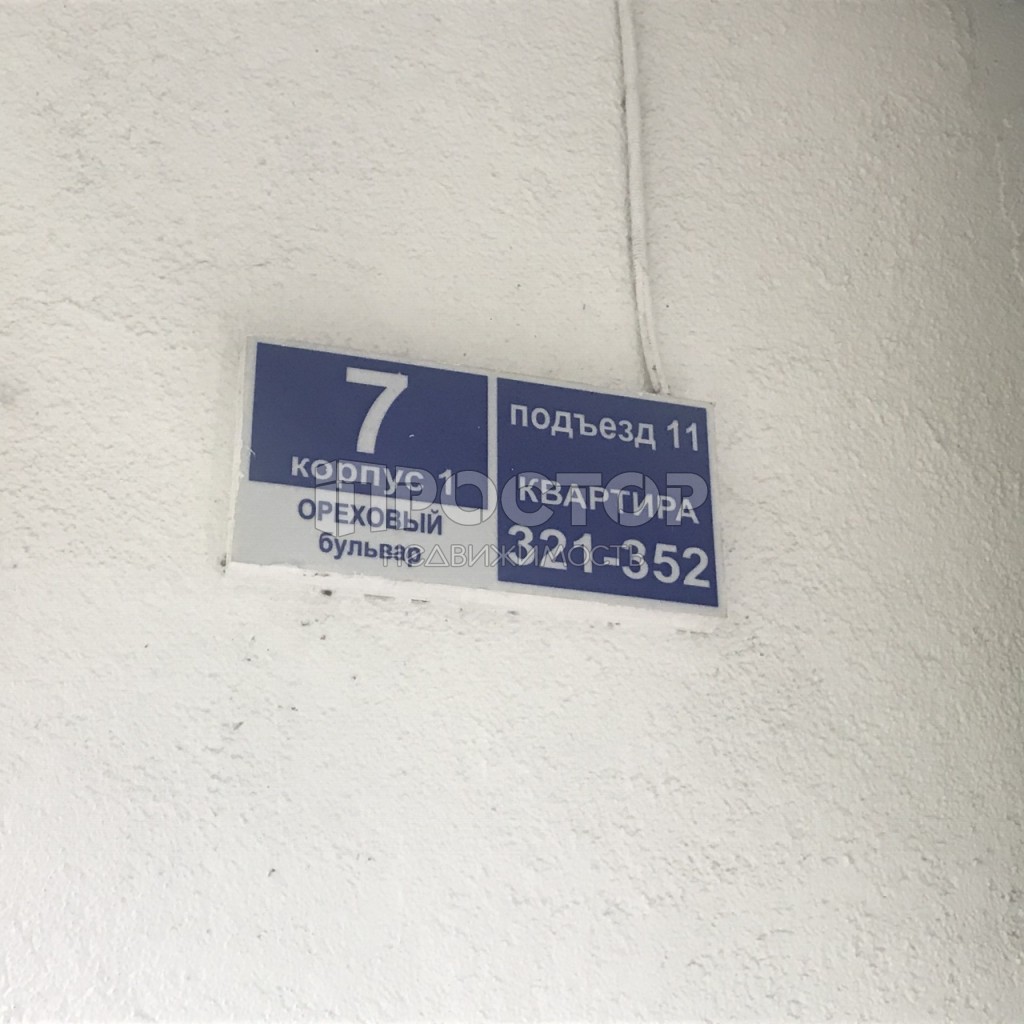 7
корпус 1
ОРЕХОВЫЙ
бульвар
подъезд 11
КВАРТИРА
321-352
ПРОСТОР
НЕДВИЖИМОСТЬ